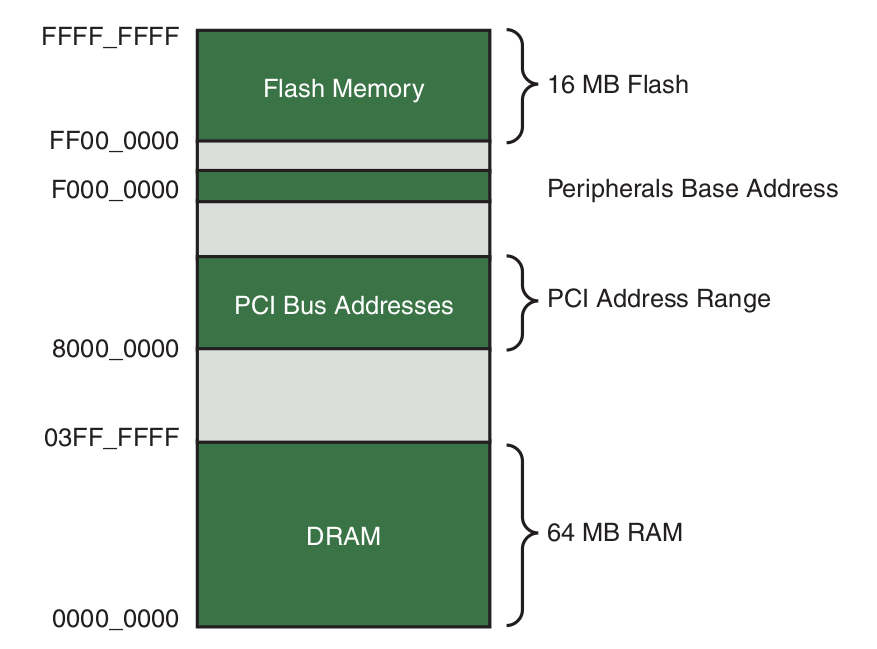 FFFF_FFFF
Flash Memory
16 MB Flash
FF00_0000
F000_0000
Peripherals Base Address
PCI Bus Addresses
PCI Address Range
8000_0000
03FF_FFFF
DRAM
64 MB RAM
0000_0000